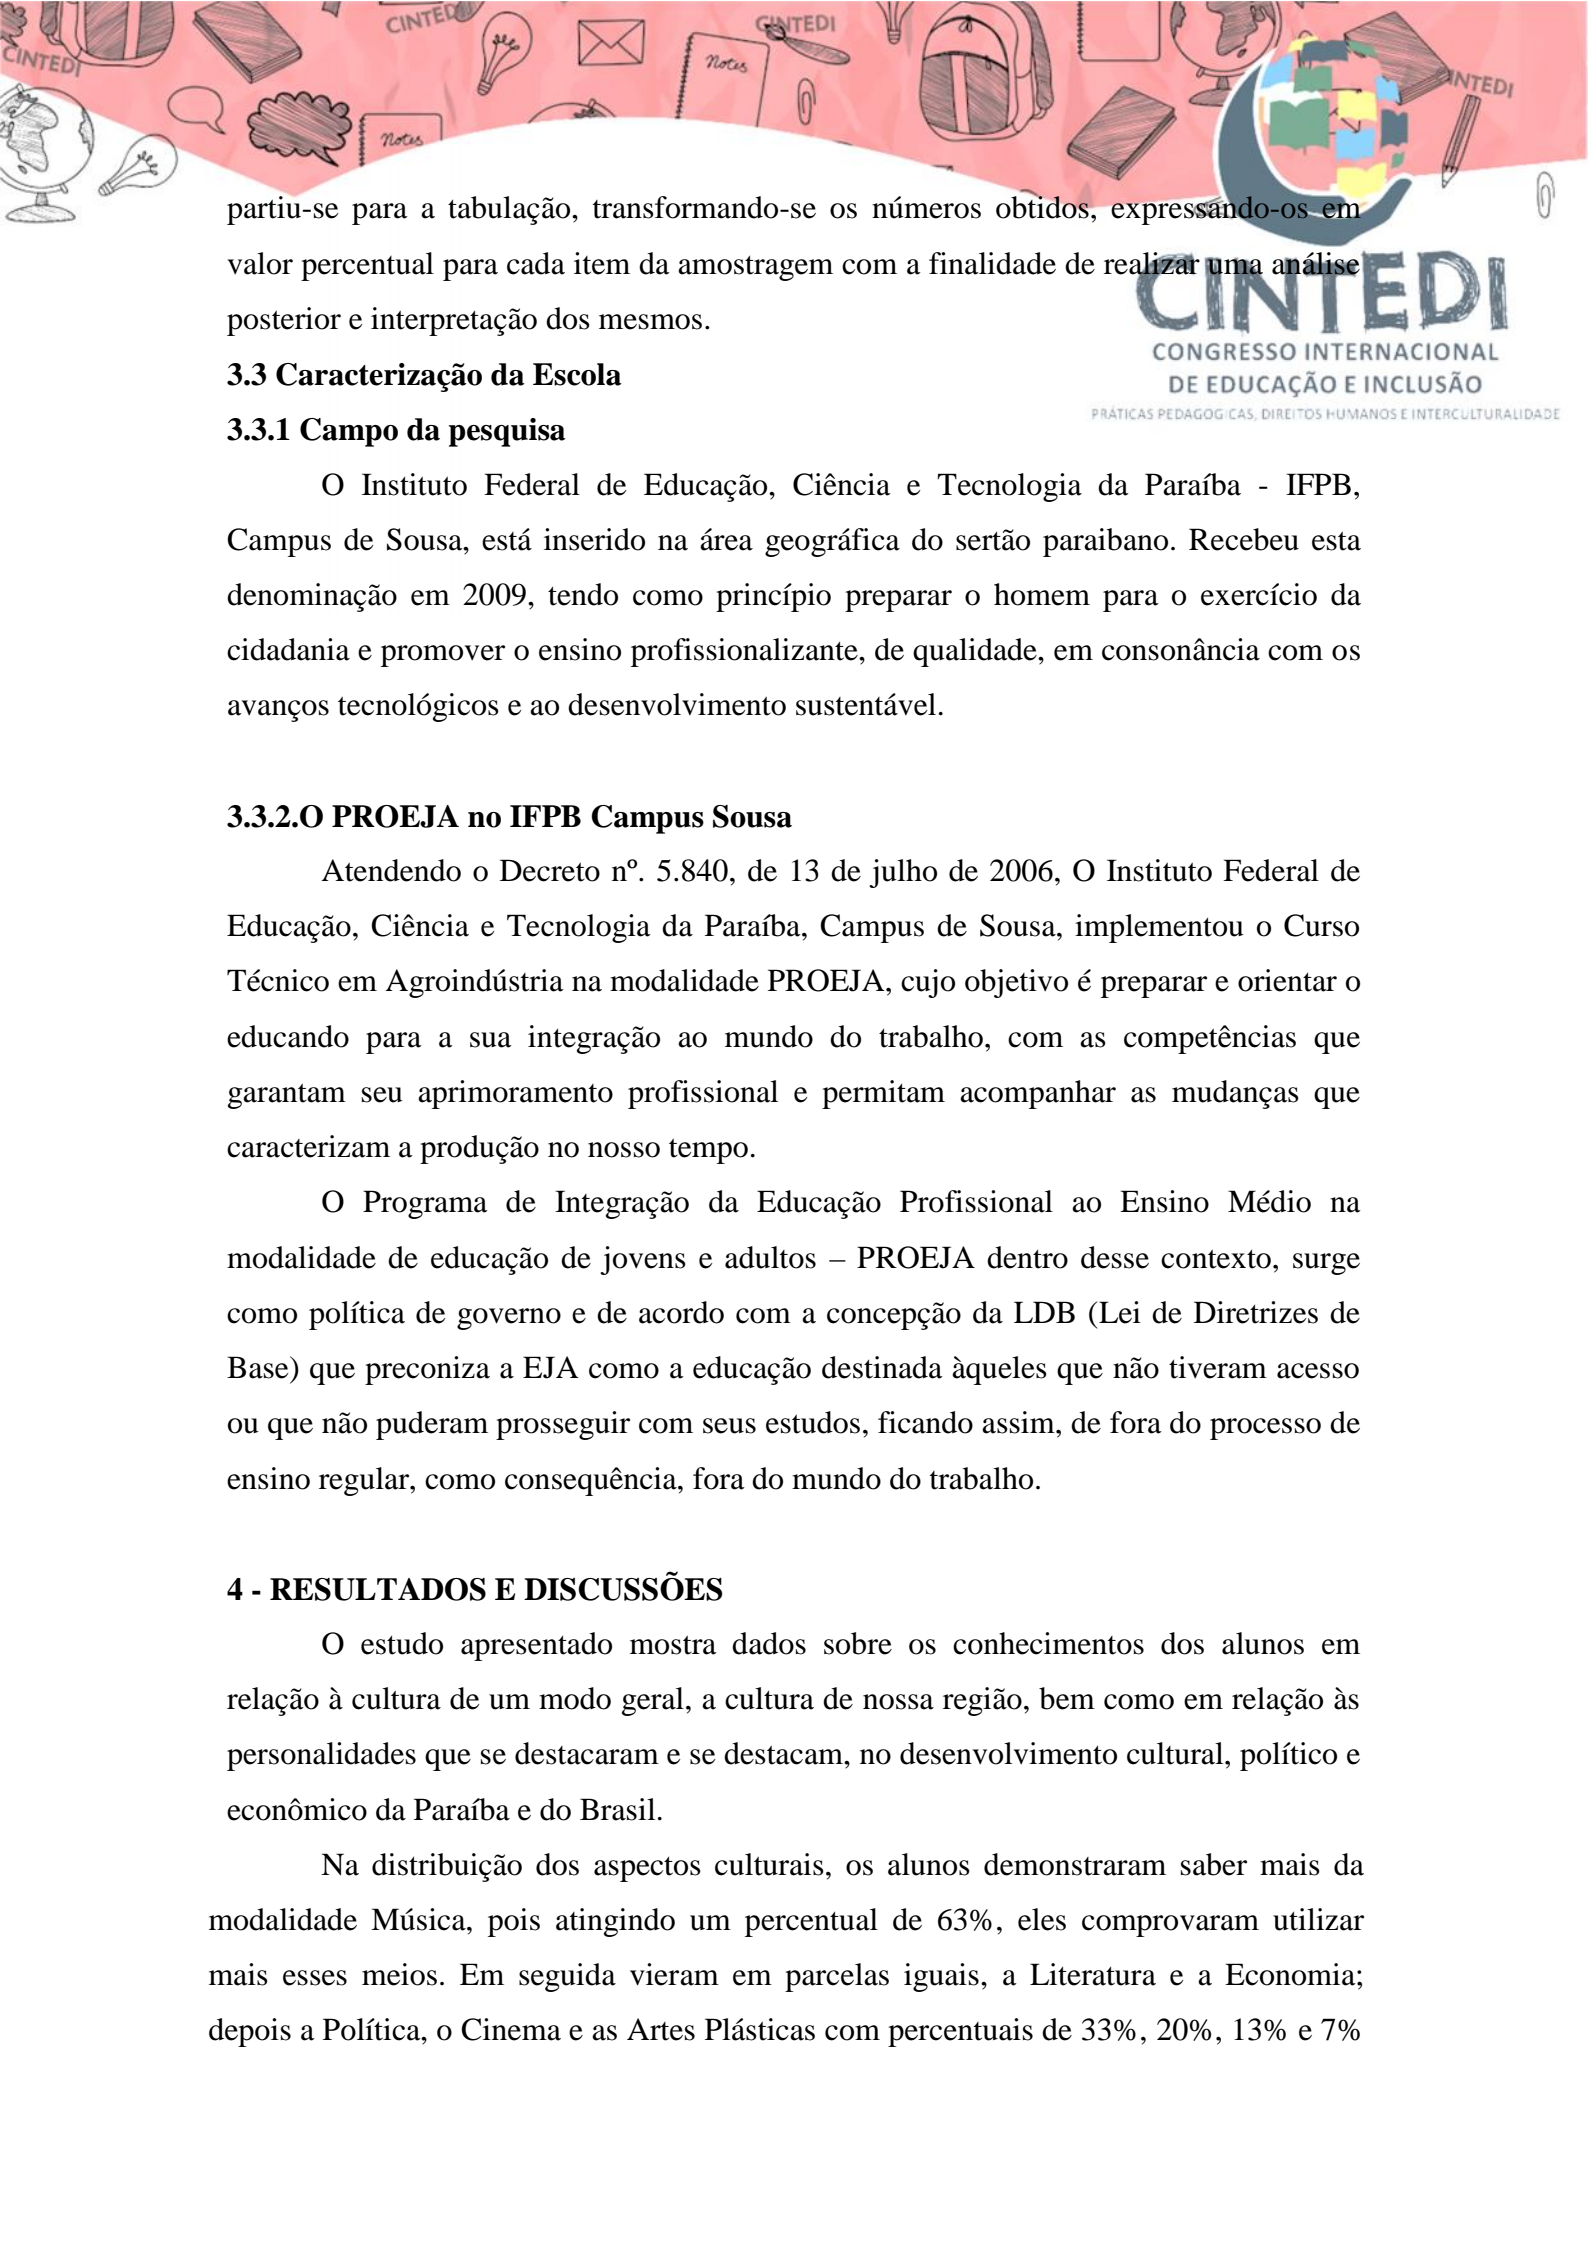 CINTEDI
CINTEDI
CINTEDI
CINTEDI
Notes
Notes
partiu-se para a tabulação, transformando-se os números obtidos, expressando-os em
valor percentual para cada item da amostragem com a finalidade de realizar uma análise
posterior e interpretação dos mesmos.
CINTEDI
CONGRESSO INTERNACIONAL
DE EDUCAÇÃO E INCLUSÃO
PRÁTICAS PEDAGÓGICAS, DIREITOS HUMANOS E INTERCULTURALIDADE
3.3 Caracterização da Escola
3.3.1 Campo da pesquisa
O Instituto Federal de Educação, Ciência e Tecnologia da Paraíba - IFPB,
Campus de Sousa, está inserido na área geográfica do sertão paraibano. Recebeu esta
denominação em 2009, tendo como princípio preparar o homem para o exercício da
cidadania e promover o ensino profissionalizante, de qualidade, em consonância com os
avanços tecnológicos e ao desenvolvimento sustentável.
3.3.2.O PROEJA no IFPB Campus Sousa
Atendendo o Decreto nº. 5.840, de 13 de julho de 2006, O Instituto Federal de
Educação, Ciência e Tecnologia da Paraíba, Campus de Sousa, implementou o Curso
Técnico em Agroindústria na modalidade PROEJA, cujo objetivo é preparar e orientar o
educando para a sua integração ao mundo do trabalho, com as competências que
garantam seu aprimoramento profissional e permitam acompanhar as mudanças que
caracterizam a produção no nosso tempo.
O Programa de Integração da Educação Profissional ao Ensino Médio na
modalidade de educação de jovens e adultos – PROEJA dentro desse contexto, surge
como política de governo e de acordo com a concepção da LDB (Lei de Diretrizes de
Base) que preconiza a EJA como a educação destinada àqueles que não tiveram acesso
ou que não puderam prosseguir com seus estudos, ficando assim, de fora do processo de
ensino regular, como consequência, fora do mundo do trabalho.
4 - RESULTADOS E DISCUSSÕES
O estudo apresentado mostra dados sobre os conhecimentos dos alunos em
relação à cultura de um modo geral, a cultura de nossa região, bem como em relação às
personalidades que se destacaram e se destacam, no desenvolvimento cultural, político e
econômico da Paraíba e do Brasil.
Na distribuição dos aspectos culturais, os alunos demonstraram saber mais da
modalidade Música, pois atingindo um percentual de 63%, eles comprovaram utilizar
mais esses meios. Em seguida vieram em parcelas iguais, a Literatura e a Economia;
depois a Política, o Cinema e as Artes Plásticas com percentuais de 33%, 20%, 13% e 7%